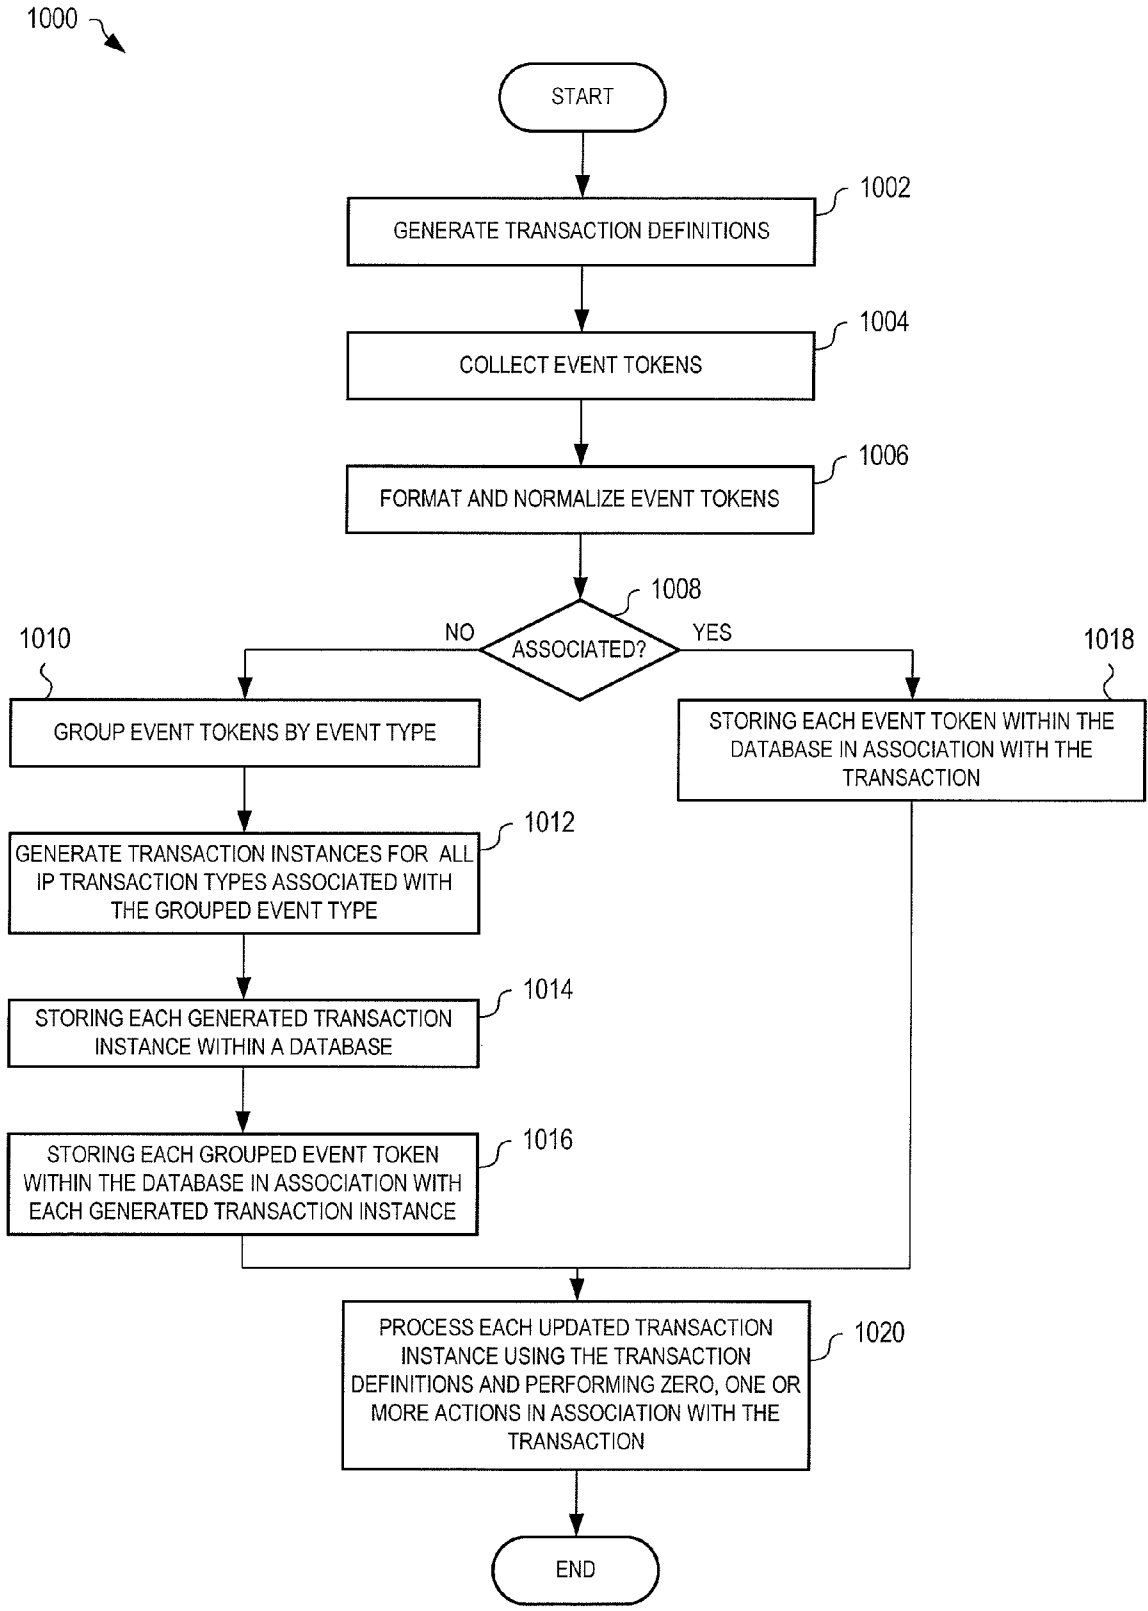 1000
START
1002
GENERATE TRANSACTION DEFINITIONS
1004
COLLECT EVENT TOKENS
1006
FORMAT AND NORMALIZE EVENT TOKENS
1008
ASSOCIATED?
NO
YES
1010
GROUP EVENT TOKENS BY EVENT TYPE
1012
GENERATE TRANSACTION INSTANCES FOR ALL
IP TRANSACTION TYPES ASSOCIATED WITH
THE GROUPED EVENT TYPE
1014
STORING EACH GENERATED TRANSACTION
INSTANCE WITHIN A DATABASE
1016
STORING EACH GROUPED EVENT TOKEN
WITHIN THE DATABASE IN ASSOCIATION WITH
EACH GENERATED TRANSACTION INSTANCE
1018
STORING EACH EVENT TOKEN WITHIN THE
DATABASE IN ASSOCIATION WITH THE
TRANSACTION
1020
PROCESS EACH UPDATED TRANSACTION
INSTANCE USING THE TRANSACTION
DEFINITIONS AND PERFORMING ZERO, ONE OR
MORE ACTIONS IN ASSOCIATION WITH THE
TRANSACTION
END